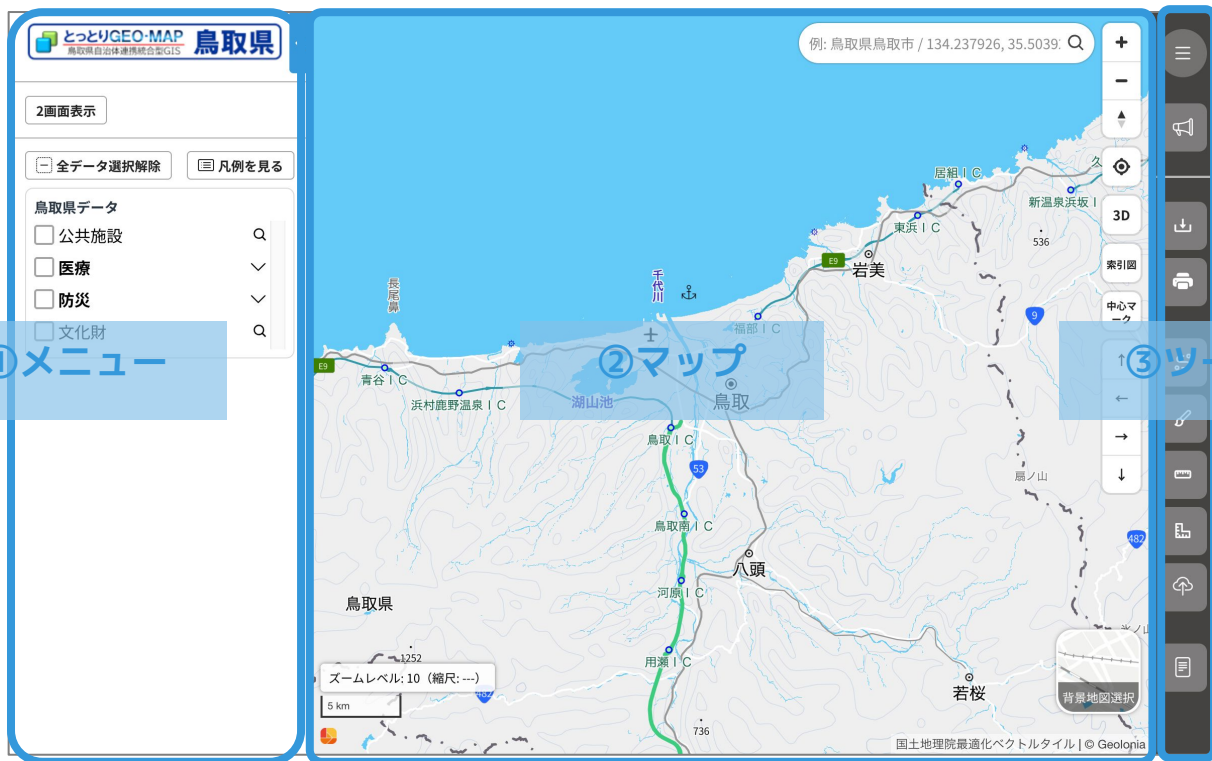 とっとりGEO-MAP
鳥取県自治体連携統合型GIS
鳥取県
2画面表示
全データ選択解除
凡例を見る
鳥取県データ
公共施設
医療
防災
文化財
①メニュー
例: 鳥取県鳥取市 / 134.237926, 35.5039
居組IC
久
新温泉浜坂I
東浜IC
536
E9
岩美
長尾鼻
千代川
福部IC
9
E9
青谷IC
浜村鹿野温泉IC
湖山池
②マップ
鳥取
鳥取IC
53
扇ノ山
鳥取南IC
482
八頭
河原IC
鳥取県
氷ノ山
1252
用瀬IC
482
若桜
736
ズームレベル: 10（縮尺: ---）
5 km
+
−
3D
索引図
中心マ
ーク
↑
←
→
↓
背景地図選択
国土地理院最適化ベクトルタイル | © Geolonia
③ツー